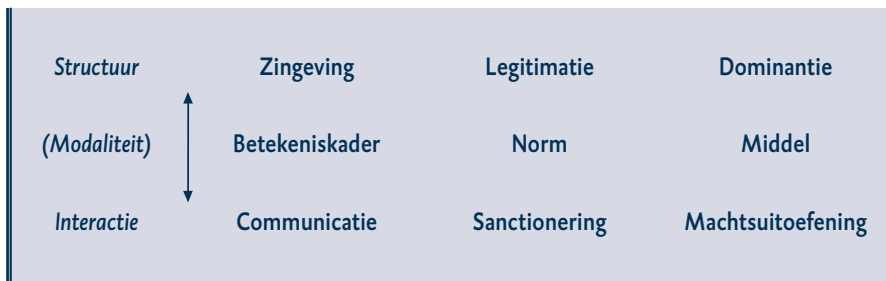 Structuur Zingeving Legitimatie Dominantie
(Modaliteit) Betekeniskader Norm Middel
Interactie Communicatie Sanctionering Machtsuitoefening